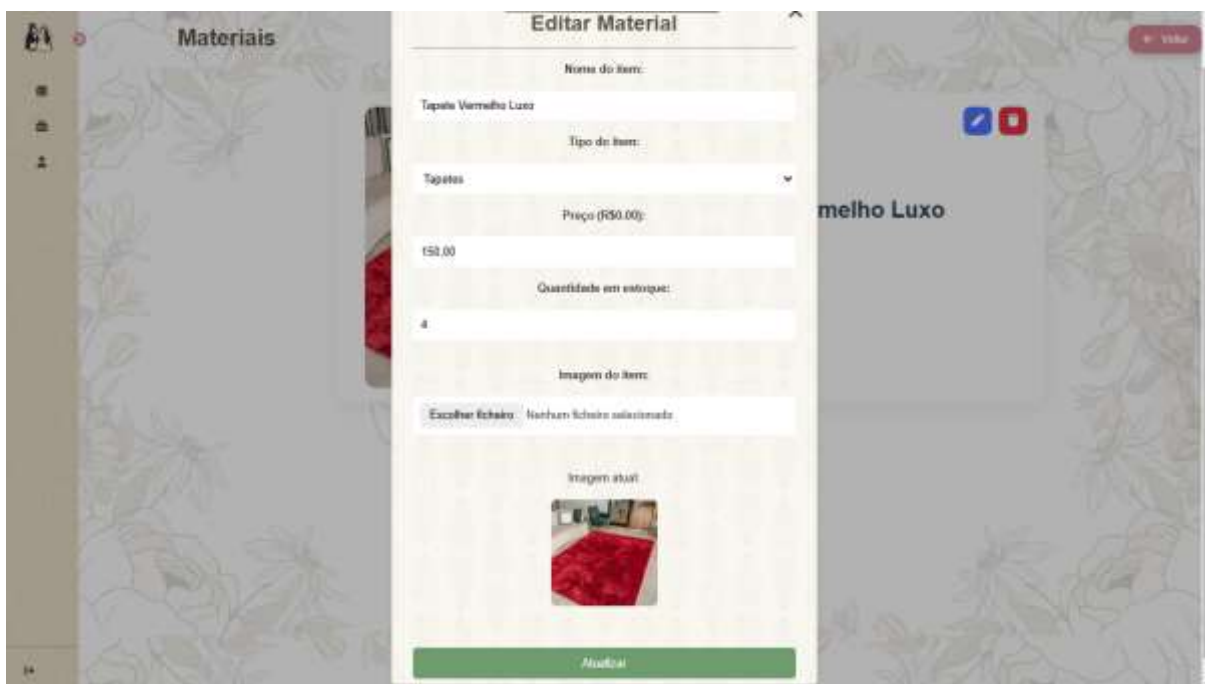 Materiais
Editar Material
Voltar
Nome do item:
Tapete Vermelho Luxo
Tipo do item:
Tapetes
melho Luxo
Preço (R$0.00):
150.00
Quantidade em estoque:
4
Imagem do item:
Escolher ficheiro Nenhum ficheiro selecionado
Imagem atual:
Atualizar